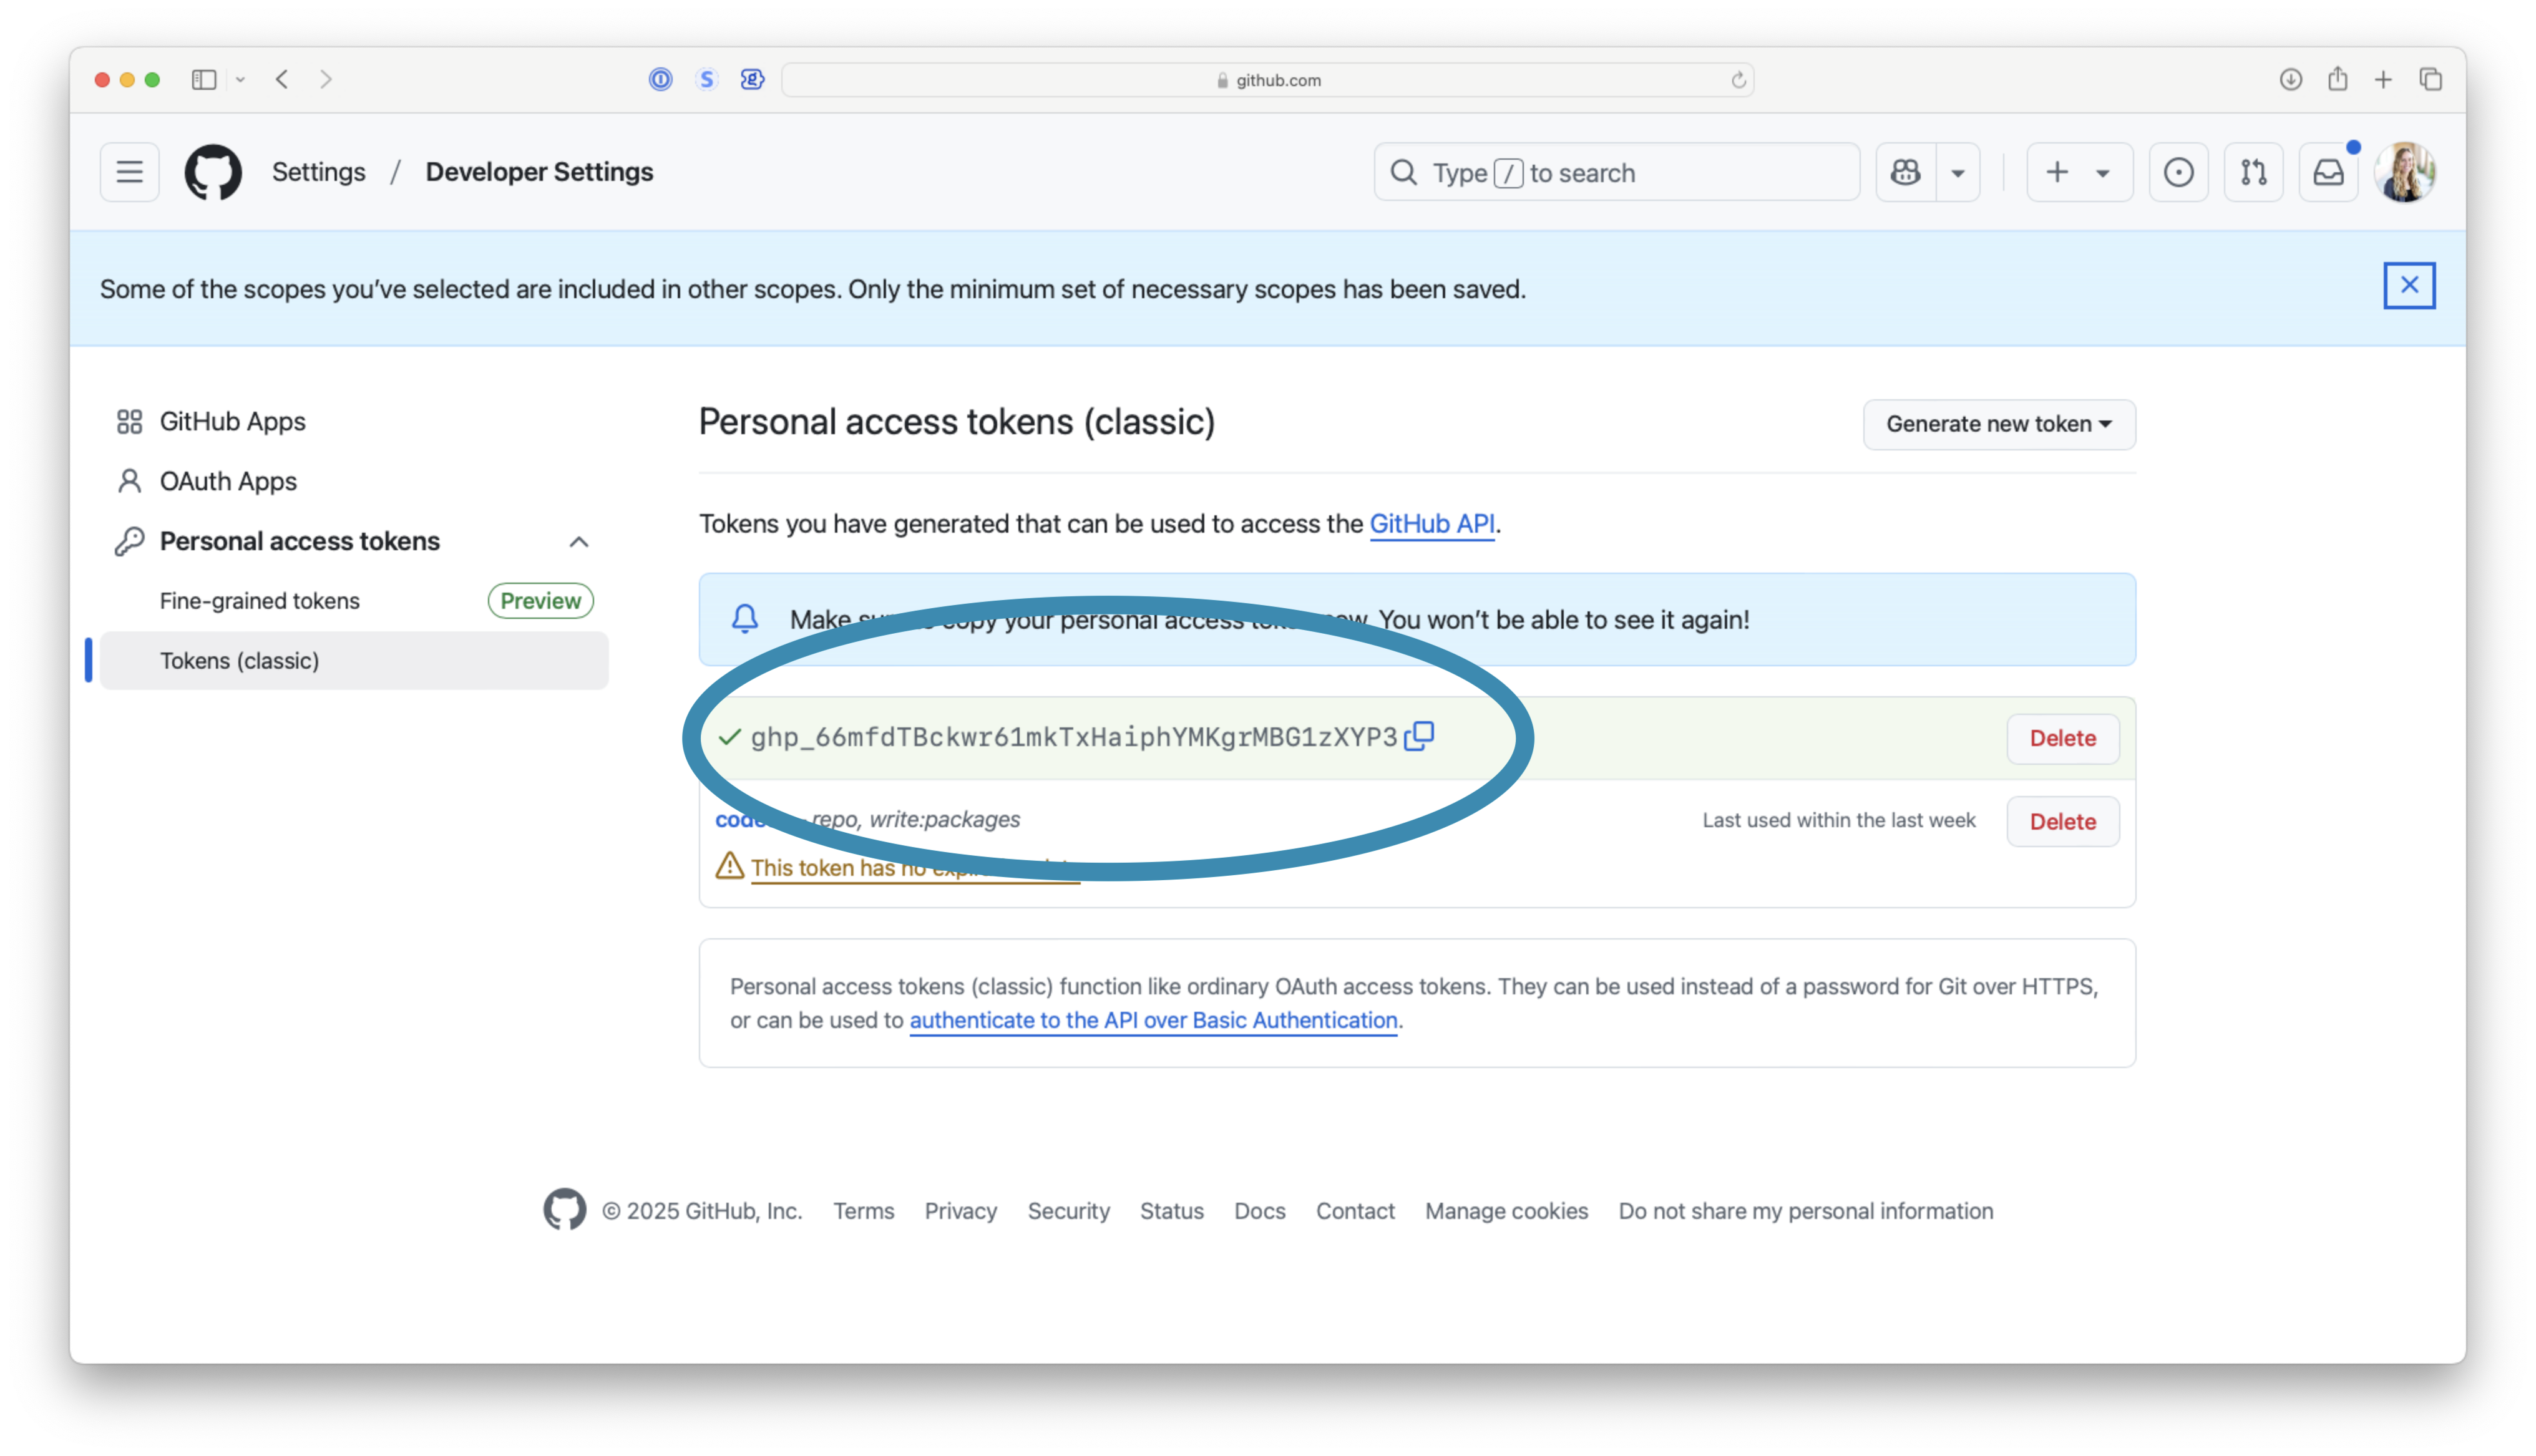 github.com
Settings / Developer Settings
Type / to search
Some of the scopes you've selected are included in other scopes. Only the minimum set of necessary scopes has been saved.
GitHub Apps
OAuth Apps
Personal access tokens
Fine-grained tokens
Preview
Tokens (classic)
Personal access tokens (classic)
Generate new token
Tokens you have generated that can be used to access the GitHub API.
Make copy your personal access You won't be able to see it again!
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
Delete
repo, write:packages
Last used within the last week
Delete
This token has no
Personal access tokens (classic) function like ordinary OAuth access tokens. They can be used instead of a password for Git over HTTPS,
or can be used to authenticate to the API over Basic Authentication.
© 2025 GitHub, Inc. Terms Privacy Security Status Docs Contact Manage cookies Do not share my personal information